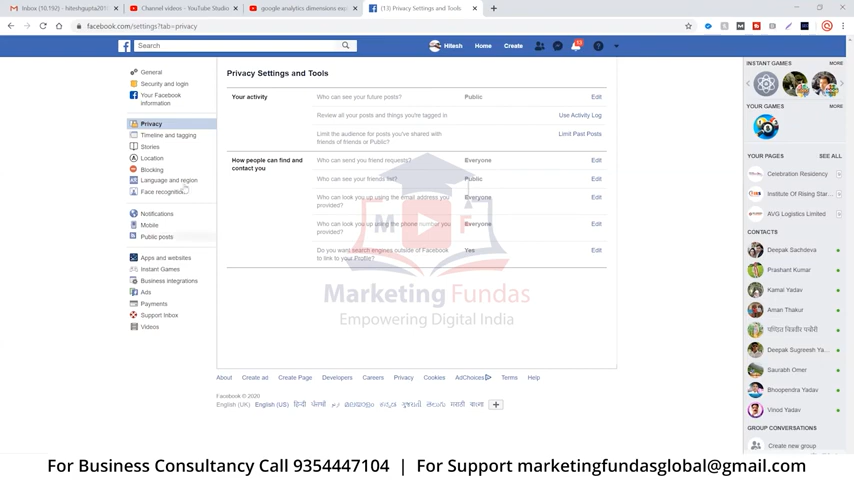 Inbox (10,192) - hiteshgupta201
Channel videos - YouTube Studio
google analytics dimensions exp
(13) Privacy Settings and Tools
facebook.com/settings?tab=privacy
Search
Hitesh
Home
Create
13
General
Security and login
Your Facebook
information
Privacy
Timeline and tagging
Stories
Location
Blocking
Language and region
Face recognition
Notifications
Mobile
Public posts
Apps and websites
Instant Games
Business integrations
Ads
Payments
Support Inbox
Videos
Privacy Settings and Tools
Your activity
Who can see your future posts?
Public
Edit
Review all your posts and things you're tagged in
Use Activity Log
Limit the audience for posts you've shared with
friends of friends or Public?
Limit Past Posts
How people can find and
contact you
Who can send you friend requests?
Everyone
Edit
Who can see your friends list?
Public
Edit
Who can look you up using the email address you
provided?
Everyone
Edit
Who can look you up using the phone number you
provided?
Everyone
Edit
Do you want search engines outside of Facebook
to link to your Profile?
Yes
Edit
M F
Marketing Fundas
Empowering Digital India
About
Create ad
Create Page
Developers
Careers
Privacy
Cookies
AdChoices
Terms
Help
Facebook © 2020
English (UK)
English (US)
हिन्दी
ਪੰਜਾਬੀ
اردو
മലയാളം
ಕನ್ನಡ
ગુજરાતી
తెలుగు
मराठी
বাংলা
INSTANT GAMES
MORE
YOUR GAMES
MORE
YOUR PAGES
SEE ALL
Celebration Residency
Institute Of Rising Star...
AVG Logistics Limited
CONTACTS
Deepak Sachdeva
Prashant Kumar
Kamal Yadav
Aman Thakur
Deepak Sugreesh Ya...
Saurabh Omer
Bhoopendra Yadav
Vinod Yadav
GROUP CONVERSATIONS
Create new group
For Business Consultancy Call 9354447104 | For Support marketingfundasglobal@gmail.com